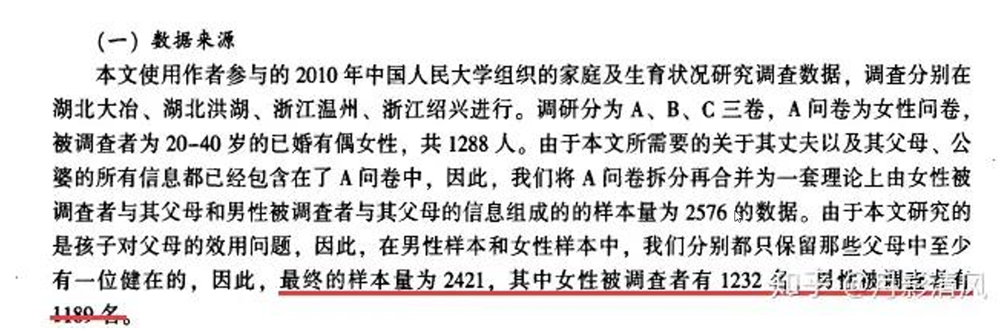 （一）数据来源
本文使用作者参与的 2010 年中国人民大学组织的家庭及生育状况研究调查数据，调查分别在
湖北大冶、湖北洪湖、浙江温州、浙江绍兴进行。调研分为 A、B、C 三卷，A 问卷为女性问卷，
被调查者为 20-40 岁的已婚有偶女性，共 1288 人。由于本文所需要的关于其丈夫以及其父母、公
婆的所有信息都已经包含在了 A 问卷中，因此，我们将 A 问卷拆分再合并为一套理论上由女性被
调查者与其父母和男性被调查者与其父母的信息组成的的样本量为 2576 的数据。由于本文研究的
是孩子对父母的效用问题，因此，在男性样本和女性样本中，我们分别都只保留那些父母中至少
有一位健在的，因此，最终的样本量为 2421，其中女性被调查者有 1232 名，男性被调查者有
1189 名。
知乎 @月影清风